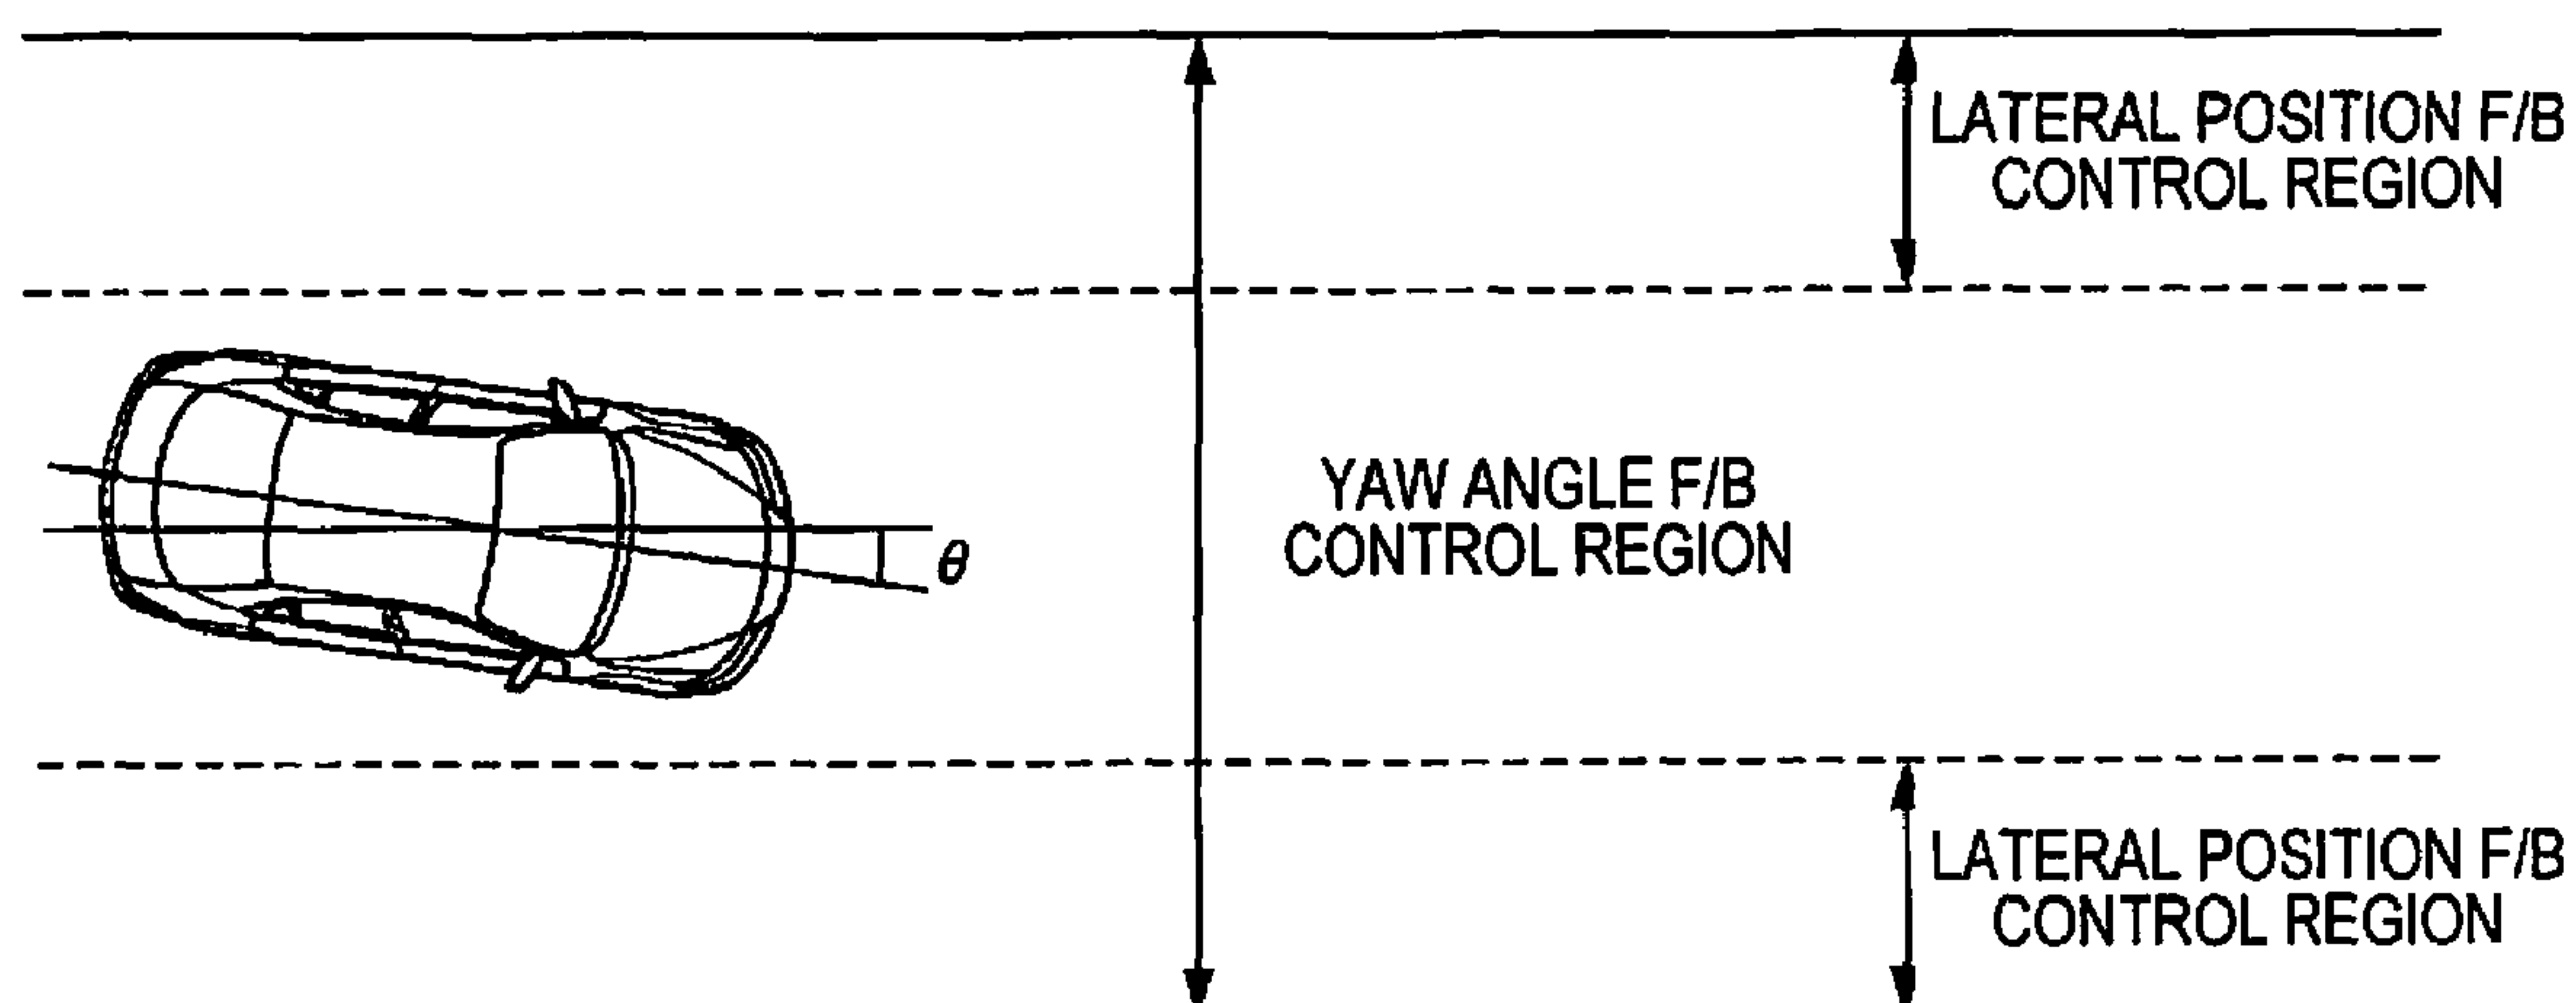 LATERAL POSITION F/B
CONTROL REGION
YAW ANGLE F/B
CONTROL REGION
θ
LATERAL POSITION F/B
CONTROL REGION